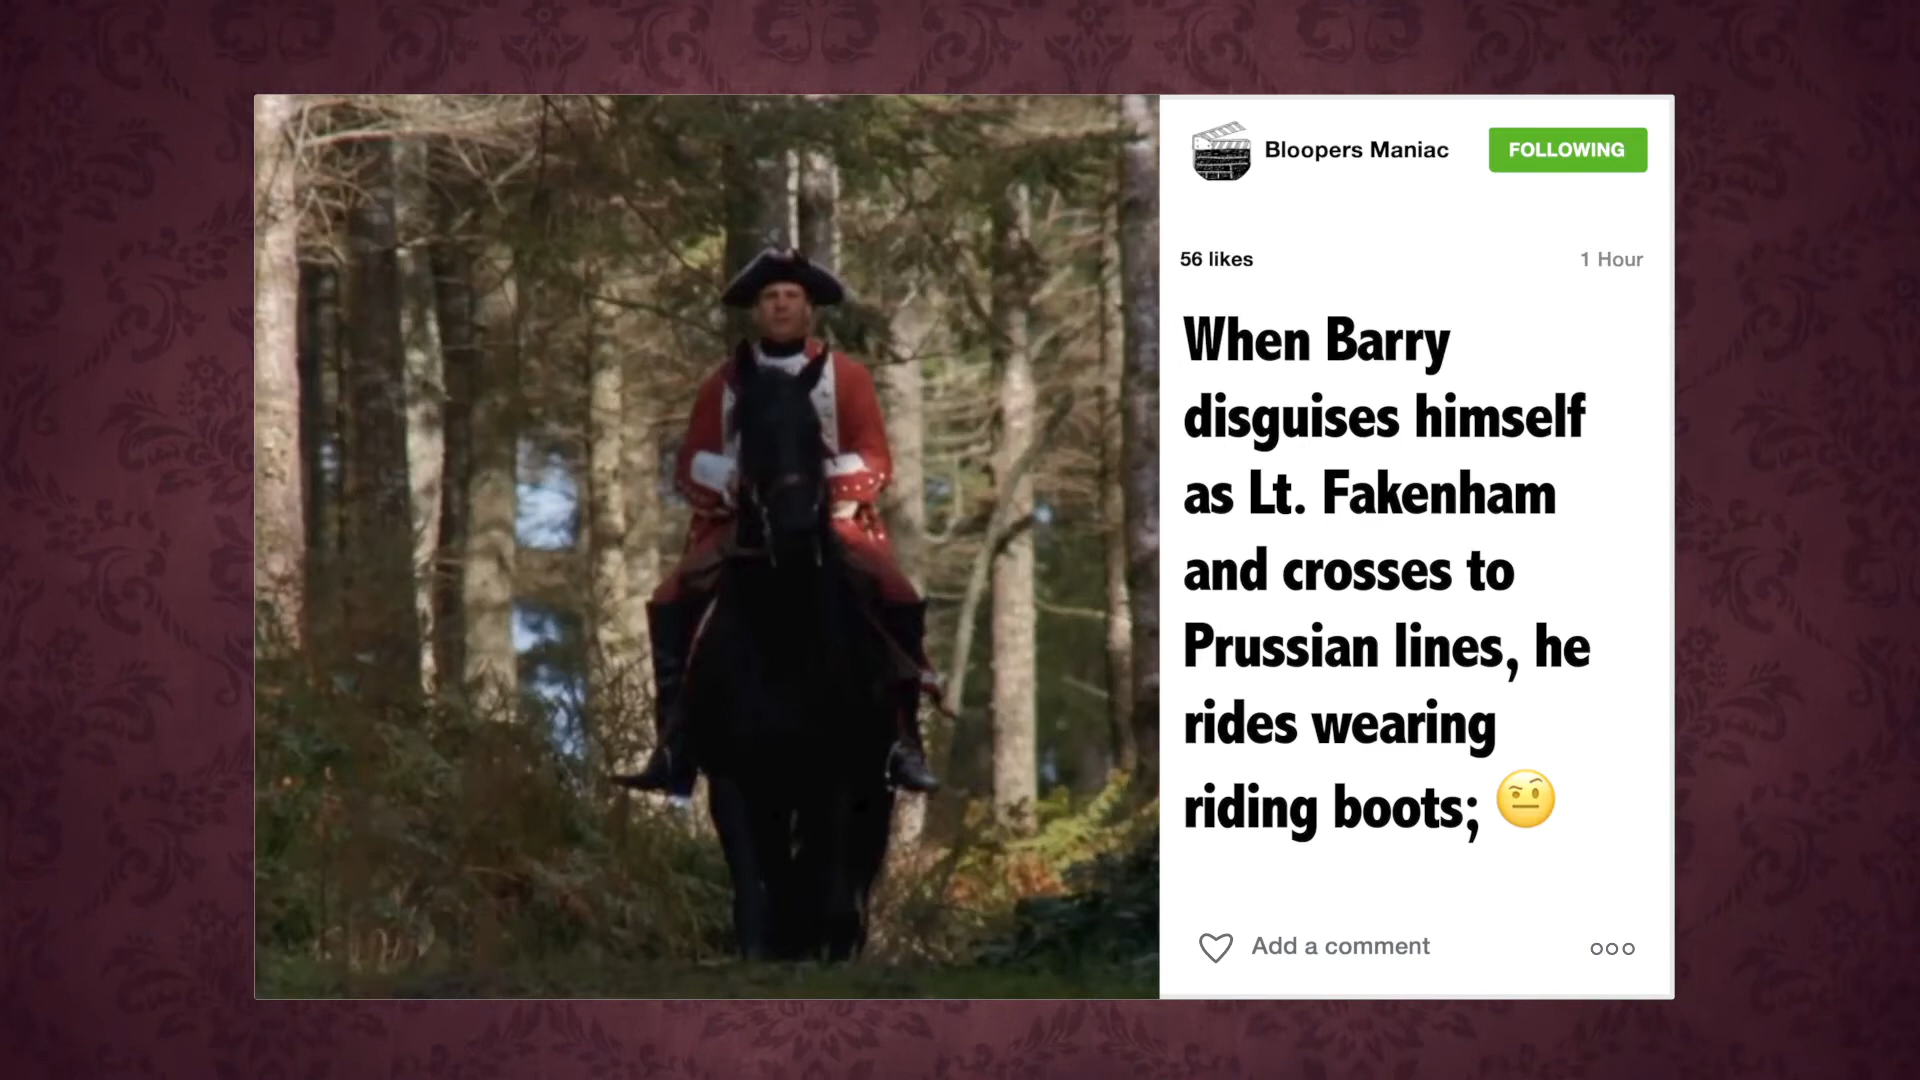 Bloopers Maniac
FOLLOWING
56 likes
1 Hour
When Barry
disguises himself
as Lt. Fakenham
and crosses to
Prussian lines, he
rides wearing
riding boots; 🤨
Add a comment